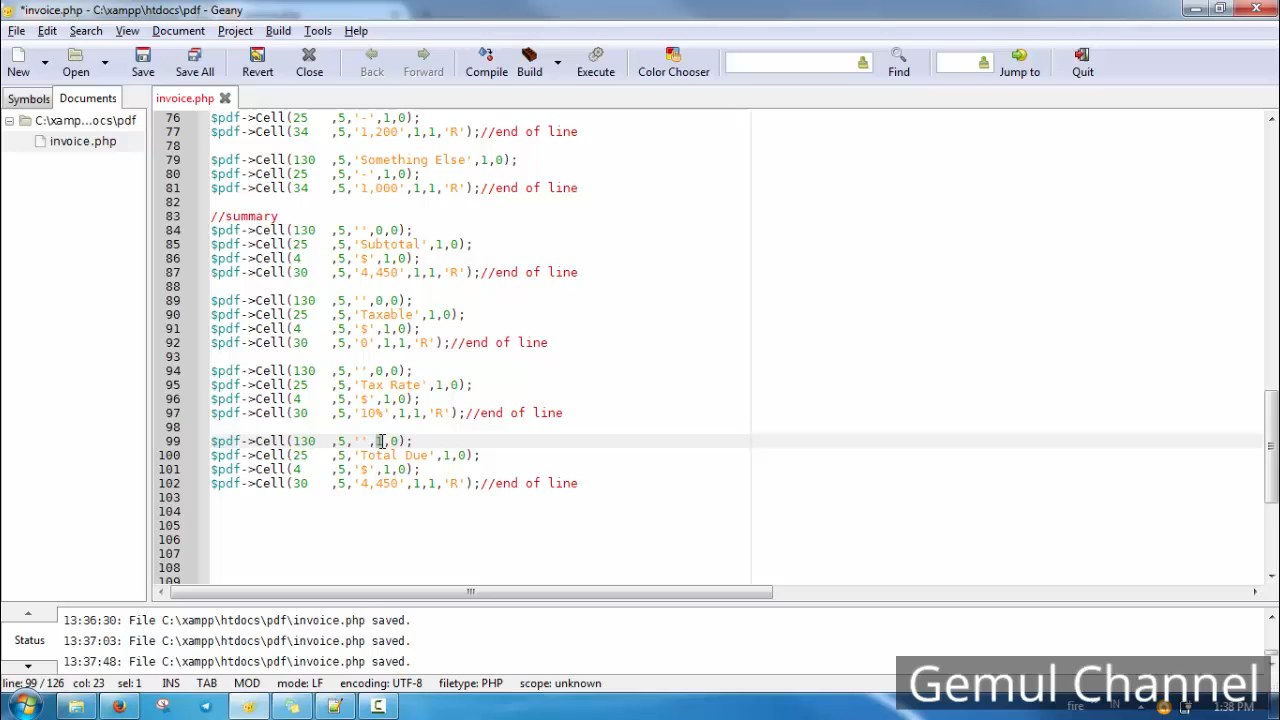 *invoice.php - C:\xampp\htdocs\pdf - Geany
File Edit Search View Document Project Build Tools Help
New Open Save Save All Revert Close Back Forward Compile Build Execute Color Chooser Find Jump to Quit
Symbols Documents invoice.php
C:\xamp...ocs\pdf
invoice.php
76 $pdf->Cell(25 ,5,'-',1,0);
77 $pdf->Cell(34 ,5,'1,200',1,1,'R');//end of line
78
79 $pdf->Cell(130 ,5,'Something Else',1,0);
80 $pdf->Cell(25 ,5,'-',1,0);
81 $pdf->Cell(34 ,5,'1,000',1,1,'R');//end of line
82
83 //summary
84 $pdf->Cell(130 ,5,'',0,0);
85 $pdf->Cell(25 ,5,'Subtotal',1,0);
86 $pdf->Cell(4 ,5,'$',1,0);
87 $pdf->Cell(30 ,5,'4,450',1,1,'R');//end of line
88
89 $pdf->Cell(130 ,5,'',0,0);
90 $pdf->Cell(25 ,5,'Taxable',1,0);
91 $pdf->Cell(4 ,5,'$',1,0);
92 $pdf->Cell(30 ,5,'0',1,1,'R');//end of line
93
94 $pdf->Cell(130 ,5,'',0,0);
95 $pdf->Cell(25 ,5,'Tax Rate',1,0);
96 $pdf->Cell(4 ,5,'$',1,0);
97 $pdf->Cell(30 ,5,'10%',1,1,'R');//end of line
98
99 $pdf->Cell(130 ,5,'',1,0);
100 $pdf->Cell(25 ,5,'Total Due',1,0);
101 $pdf->Cell(4 ,5,'$',1,0);
102 $pdf->Cell(30 ,5,'4,450',1,1,'R');//end of line
103
104
105
106
107
108
109
Status
13:36:30: File C:\xampp\htdocs\pdf\invoice.php saved.
13:37:03: File C:\xampp\htdocs\pdf\invoice.php saved.
13:37:48: File C:\xampp\htdocs\pdf\invoice.php saved.
line: 99 / 126 col: 23 sel: 1 INS TAB MOD mode: LF encoding: UTF-8 filetype: PHP scope: unknown
Gemul Channel
fire IN 1:38 PM